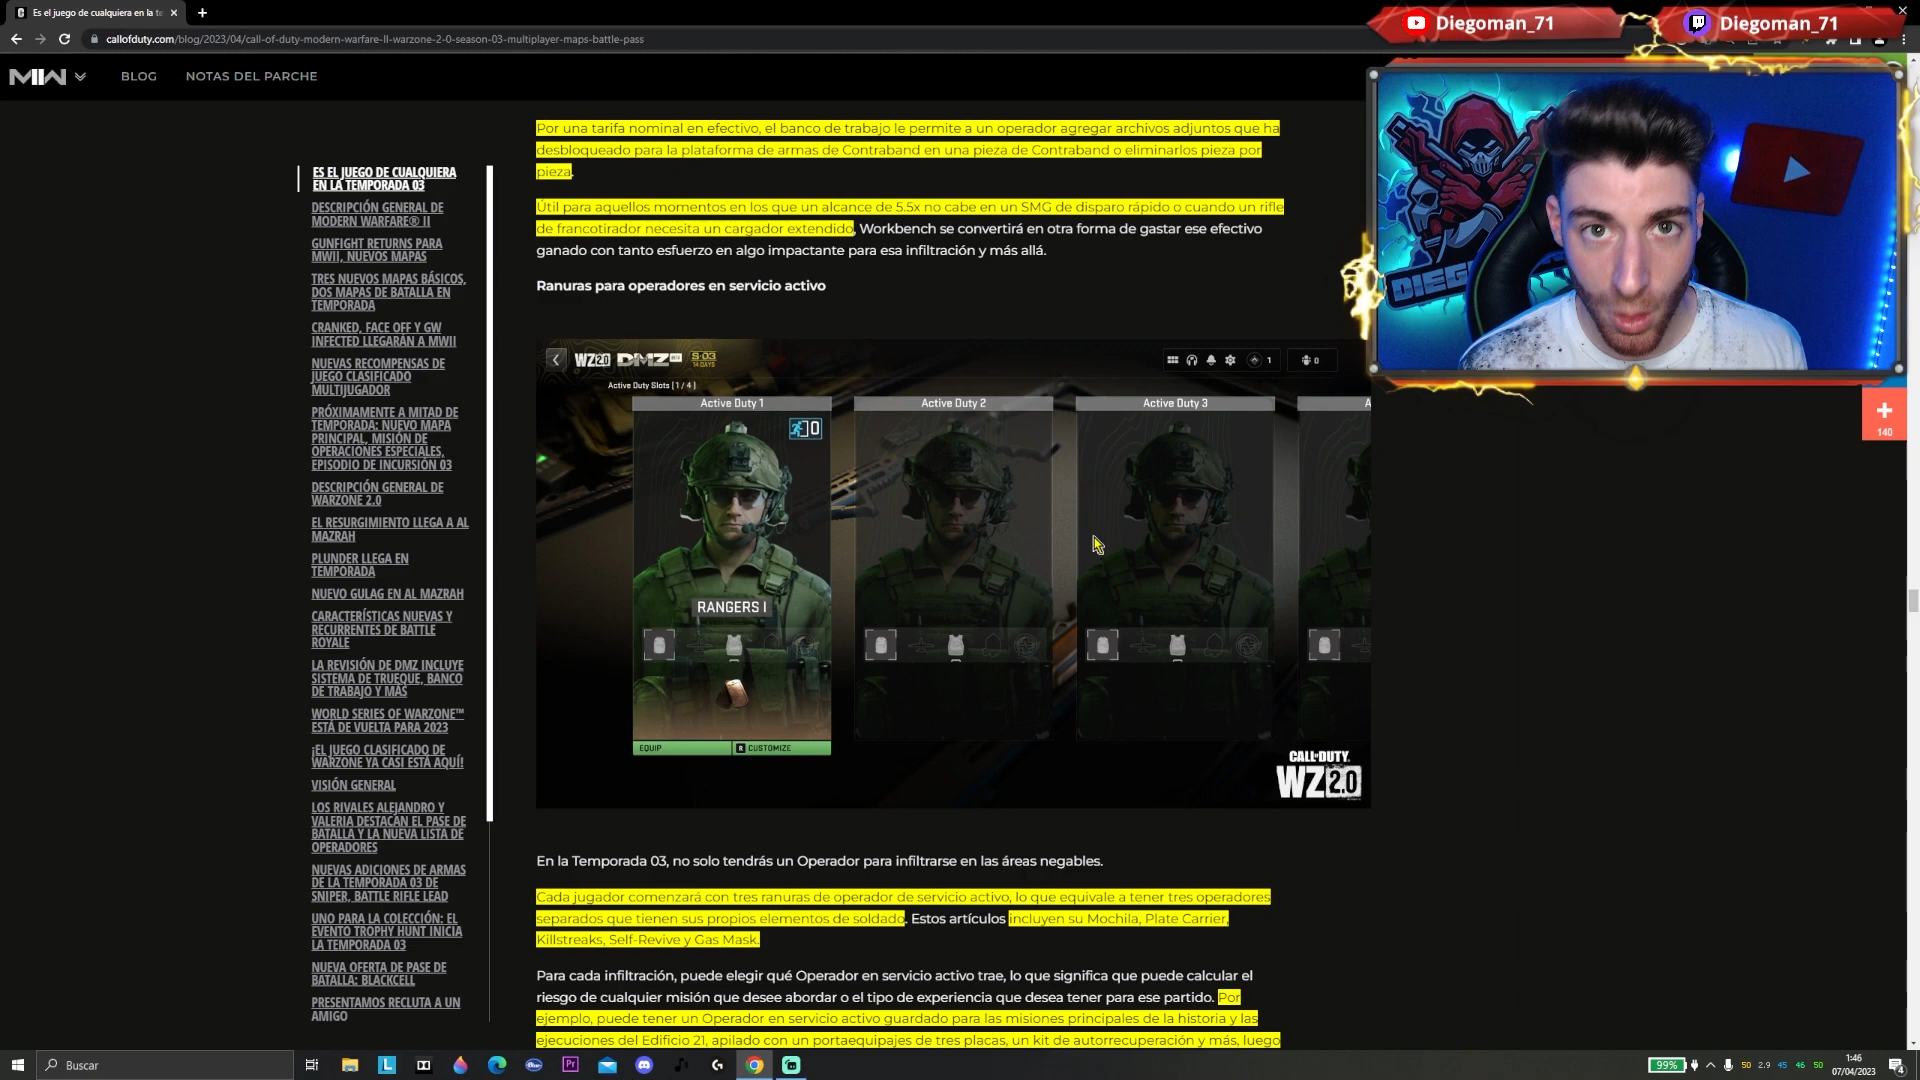 Es el juego de cualquiera en la te
Diegoman_71
Diegoman_71
callofduty.com/blog/2023/04/call-of-duty-modern-warfare-II-warzone-2-0-season-03-multiplayer-maps-battle-pass
MW
BLOG
NOTAS DEL PARCHE
ES EL JUEGO DE CUALQUIERA
EN LA TEMPORADA 03
DESCRIPCIÓN GENERAL DE
MODERN WARFARE® II
GUNFIGHT RETURNS PARA
MWII, NUEVOS MAPAS
TRES NUEVOS MAPAS BÁSICOS,
DOS MAPAS DE BATALLA EN
TEMPORADA
CRANKED, FACE OFF Y GW
INFECTED LLEGARÁN A MWII
NUEVAS RECOMPENSAS DE
JUEGO CLASIFICADO
MULTIJUGADOR
PRÓXIMAMENTE A MITAD DE
TEMPORADA: NUEVO MAPA
PRINCIPAL, MISIÓN DE
OPERACIONES ESPECIALES,
EPISODIO DE INCURSIÓN 03
DESCRIPCIÓN GENERAL DE
WARZONE 2.0
EL RESURGIMIENTO LLEGA A AL
MAZRAH
PLUNDER LLEGA EN
TEMPORADA
NUEVO GULAG EN AL MAZRAH
CARACTERÍSTICAS NUEVAS Y
RECURRENTES DE BATTLE
ROYALE
LA REVISIÓN DE DMZ INCLUYE
SISTEMA DE TRUEQUE, BANCO
DE TRABAJO Y MÁS
WORLD SERIES OF WARZONE™
ESTÁ DE VUELTA PARA 2023
¡EL JUEGO CLASIFICADO DE
WARZONE YA CASI ESTÁ AQUÍ!
VISIÓN GENERAL
LOS RIVALES ALEJANDRO Y
VALERIA DESTACAN EL PASE DE
BATALLA Y LA NUEVA LISTA DE
OPERADORES
NUEVAS ADICIONES DE ARMAS
DE LA TEMPORADA 03 DE
SNIPER, BATTLE RIFLE LEAD
UNO PARA LA COLECCIÓN: EL
EVENTO TROPHY HUNT INICIA
LA TEMPORADA 03
NUEVA OFERTA DE PASE DE
BATALLA: BLACKCELL
PRESENTAMOS RECLUTA A UN
AMIGO
Por una tarifa nominal en efectivo, el banco de trabajo le permite a un operador agregar archivos adjuntos que ha
desbloqueado para la plataforma de armas de Contraband en una pieza de Contraband o eliminarlos pieza por
pieza.
Útil para aquellos momentos en los que un alcance de 5.5x no cabe en un SMG de disparo rápido o cuando un rifle
de francotirador necesita un cargador extendido, Workbench se convertirá en otra forma de gastar ese efectivo
ganado con tanto esfuerzo en algo impactante para esa infiltración y más allá.
Ranuras para operadores en servicio activo
WZ2.0 DMZ S·03
14 DAYS
1
0
Active Duty Slots [ 1 / 4 ]
Active Duty 1
Active Duty 2
Active Duty 3
A
0
RANGERS I
EQUIP
R CUSTOMIZE
CALL OF DUTY
WZ 2.0
En la Temporada 03, no solo tendrás un Operador para infiltrarse en las áreas negables.
Cada jugador comenzará con tres ranuras de operador de servicio activo, lo que equivale a tener tres operadores
separados que tienen sus propios elementos de soldado. Estos artículos incluyen su Mochila, Plate Carrier,
Killstreaks, Self-Revive y Gas Mask.
Para cada infiltración, puede elegir qué Operador en servicio activo trae, lo que significa que puede calcular el
riesgo de cualquier misión que desee abordar o el tipo de experiencia que desea tener para ese partido. Por
ejemplo, puede tener un Operador en servicio activo guardado para las misiones principales de la historia y las
ejecuciones del Edificio 21, apilado con un portaequipajes de tres placas, un kit de autorrecuperación y más, luego
DIEG
+
140
Buscar
99%
50 2.9 45 46 50
1:46
07/04/2023
4